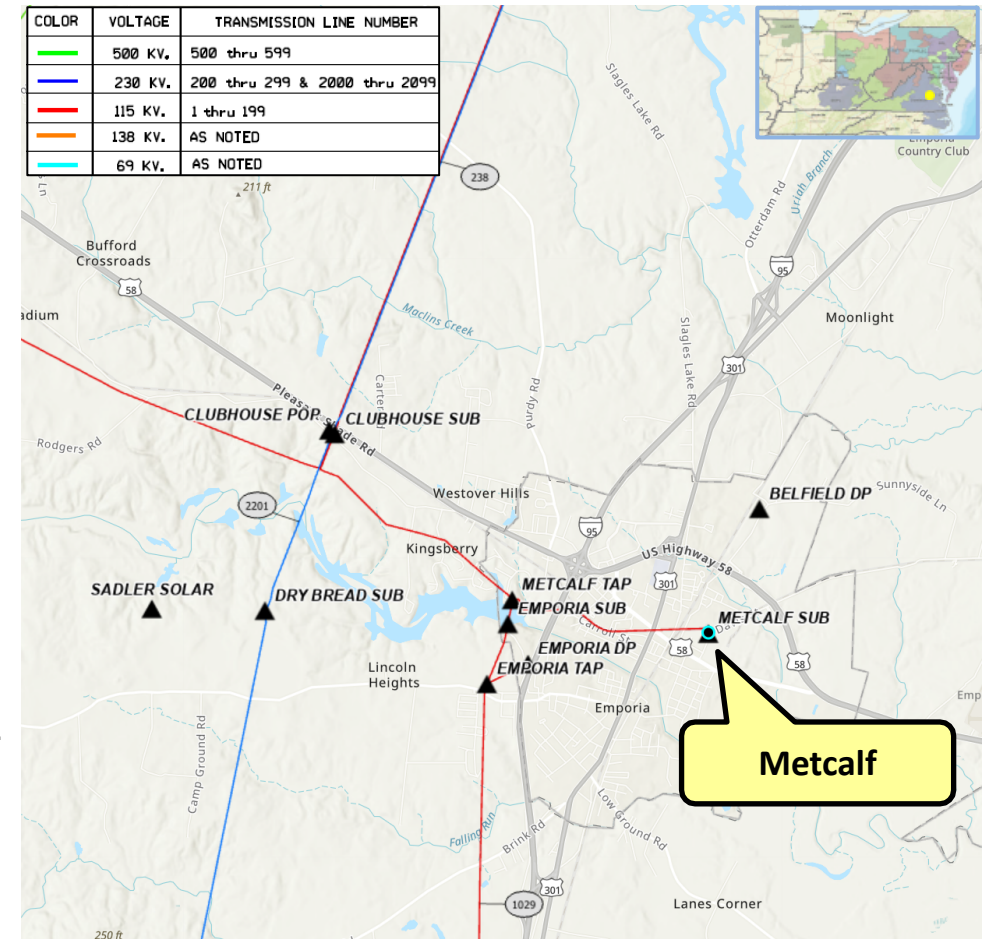 COLOR VOLTAGE TRANSMISSION LINE NUMBER
500 KV. 500 thru 599
230 KV. 200 thru 299 & 2000 thru 2099
115 KV. 1 thru 199
138 KV. AS NOTED
69 KV. AS NOTED
Ln
211 ft
238
Slagles Lake Rd
Country Club
Uriah Branch
Otterdam Rd
95
Bufford
Crossroads
58
adium
Maclins Creek
Moonlight
Slagles Lake Rd
301
Purdy Rd
CLUBHOUSE POP
CLUBHOUSE SUB
Rodgers Rd
Westover Hills
BELFIELD DP
Sunnyside Ln
2201
95
Kingsberry
US Highway 58
301
SADLER SOLAR
DRY BREAD SUB
METCALF TAP
EMPORIA SUB
METCALF SUB
Carroll St
58
EMPORIA DP
58
EMPORIA TAP
Lincoln
Heights
Emporia
Emp
Metcalf
Camp Ground Rd
Falling Run
Brink Rd
Low Ground Rd
301
1029
Lanes Corner
250 ft